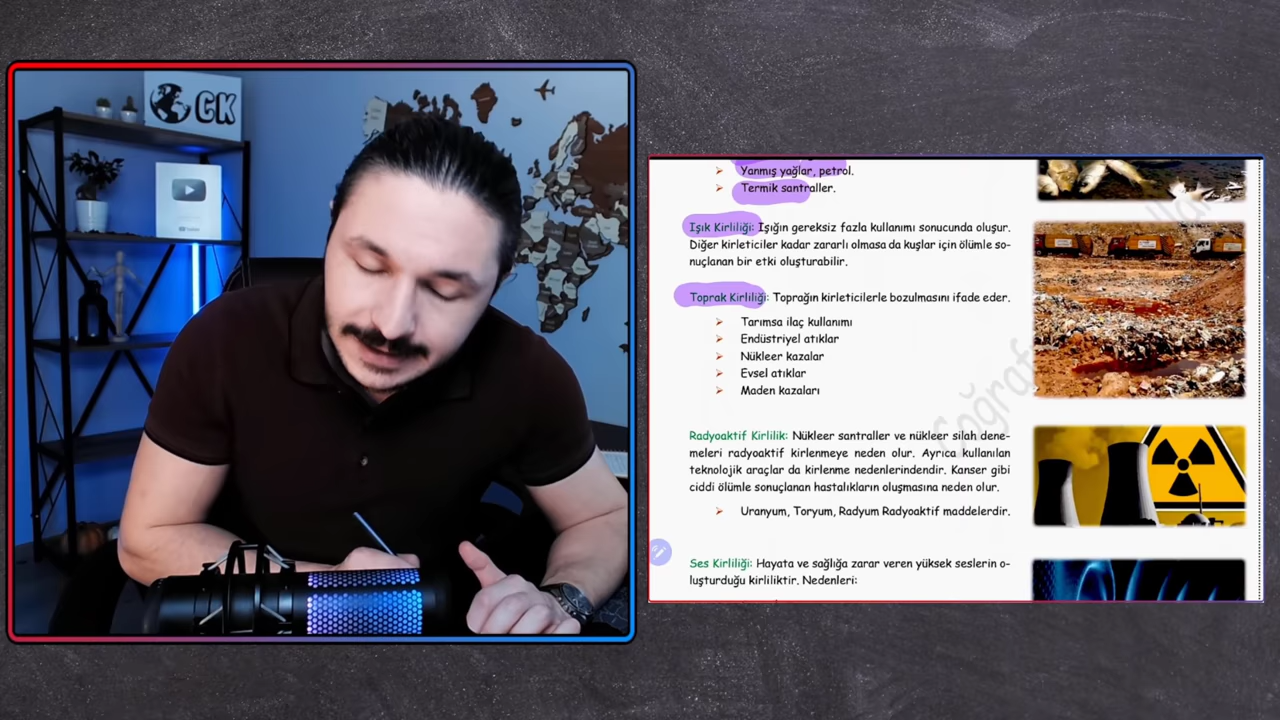 CK
Yanmış yağlar, petrol.
Termik santraller.
Işık Kirliliği: Işığın gereksiz fazla kullanımı sonucunda oluşur.
Diğer kirleticiler kadar zararlı olmasa da kuşlar için ölümle so-
nuçlanan bir etki oluşturabilir.
Toprak Kirliliği: Toprağın kirleticilerle bozulmasını ifade eder.
Tarımsa ilaç kullanımı
Endüstriyel atıklar
Nükleer kazalar
Evsel atıklar
Maden kazaları
Radyoaktif Kirlilik: Nükleer santraller ve nükleer silah dene-
meleri radyoaktif kirlenmeye neden olur. Ayrıca kullanılan
teknolojik araçlar da kirlenme nedenlerindendir. Kanser gibi
ciddi ölümle sonuçlanan hastalıkların oluşmasına neden olur.
Uranyum, Toryum, Radyum Radyoaktif maddelerdir.
Ses Kirliliği: Hayata ve sağlığa zarar veren yüksek seslerin o-
luşturduğu kirliliktir. Nedenleri: